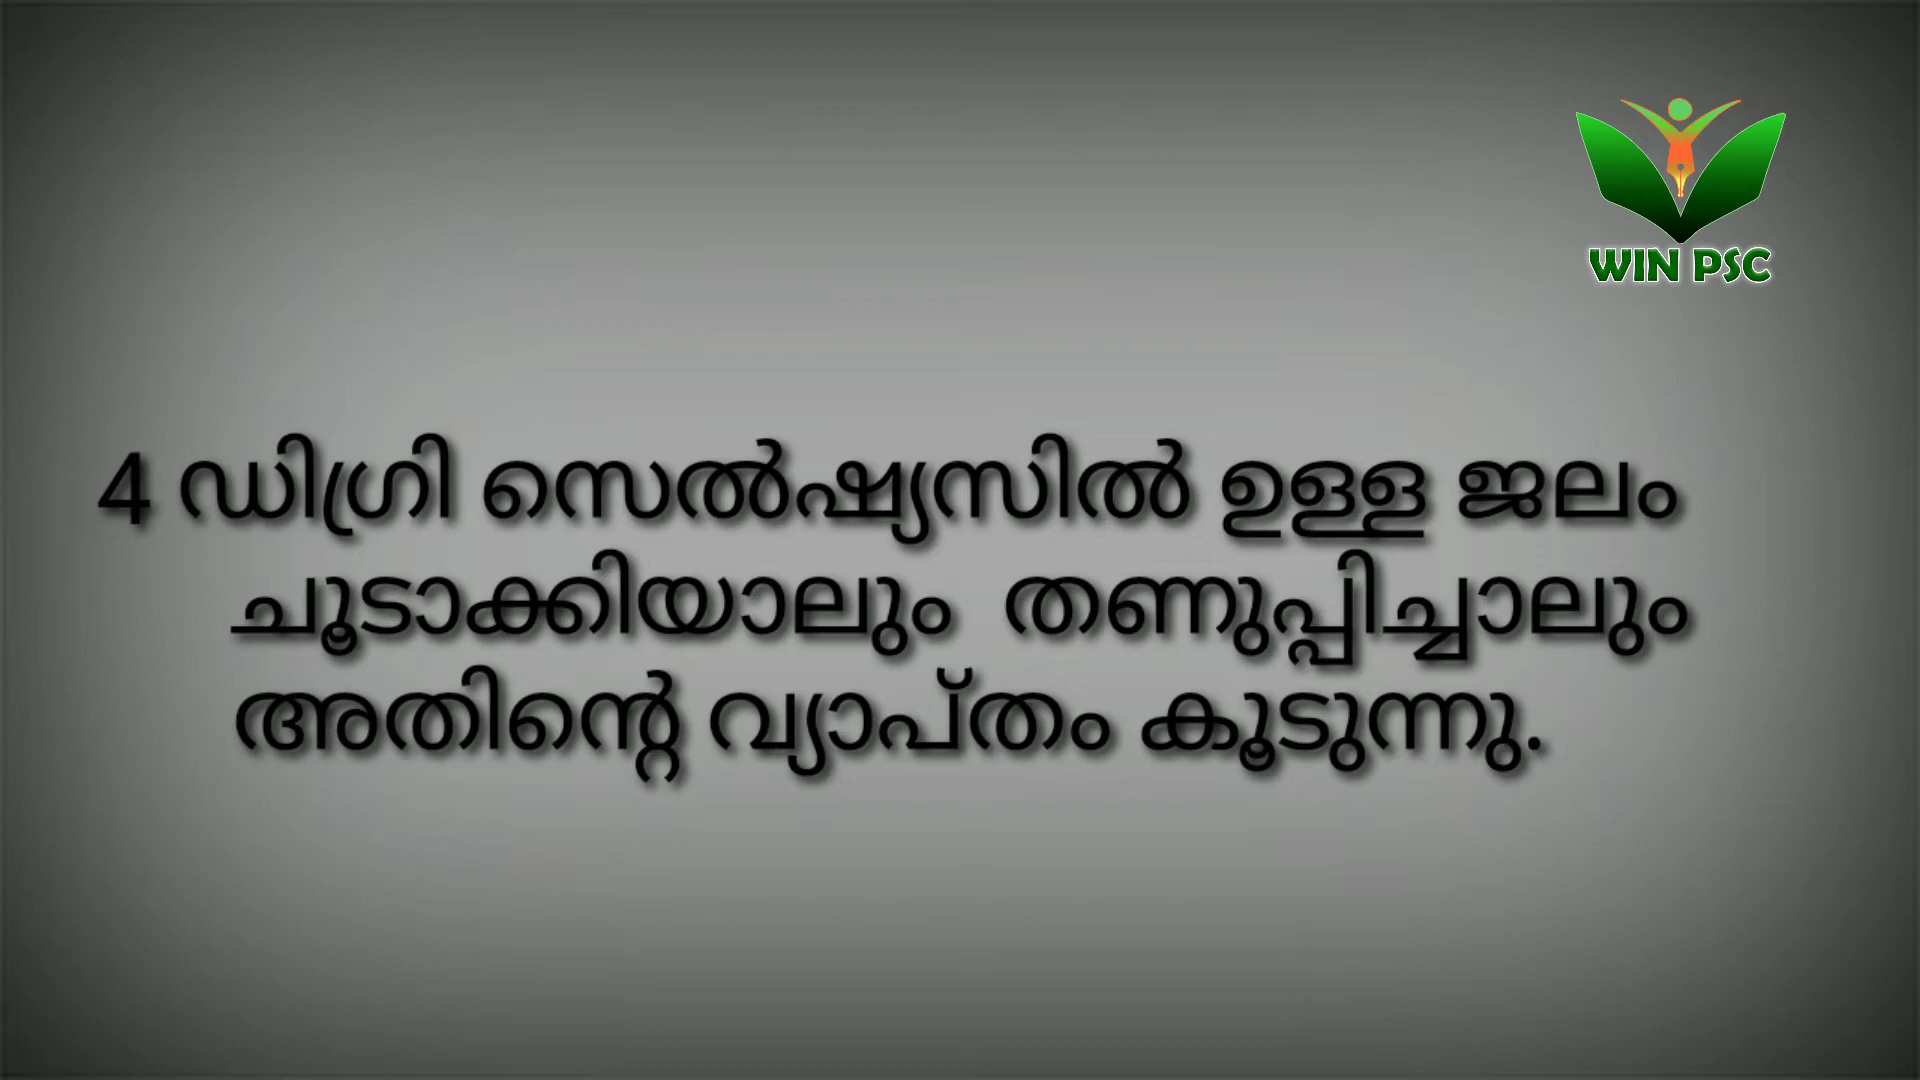 WIN PSC
4 ഡിഗ്രി സെൽഷ്യസിൽ ഉള്ള ജലം
ചൂടാക്കിയാലും തണുപ്പിച്ചാലും
അതിന്റെ വ്യാപ്തം കൂടുന്നു.